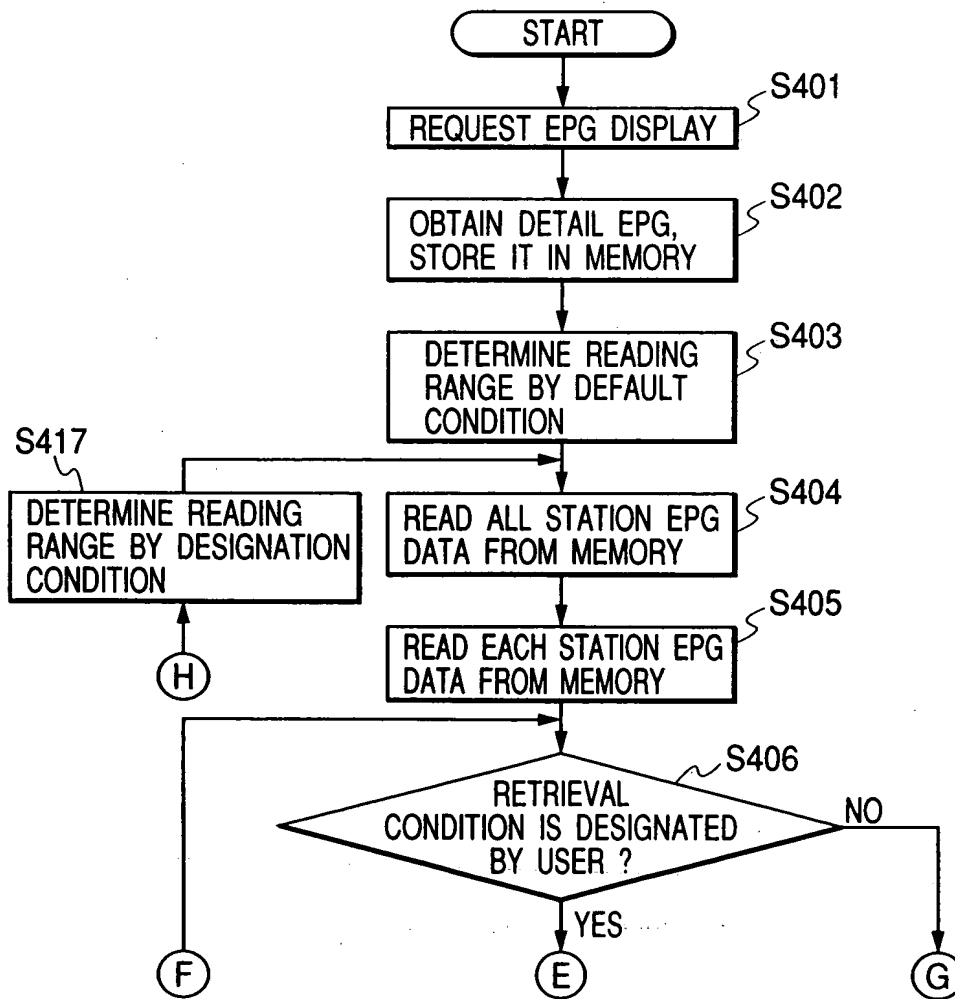 START
S401
REQUEST EPG DISPLAY
S402
OBTAIN DETAIL EPG,
STORE IT IN MEMORY
S403
DETERMINE READING
RANGE BY DEFAULT
CONDITION
S417
DETERMINE READING
RANGE BY DESIGNATION
CONDITION
S404
READ ALL STATION EPG
DATA FROM MEMORY
S405
READ EACH STATION EPG
DATA FROM MEMORY
H
S406
RETRIEVAL
CONDITION IS DESIGNATED
BY USER ?
NO
YES
F
E
G